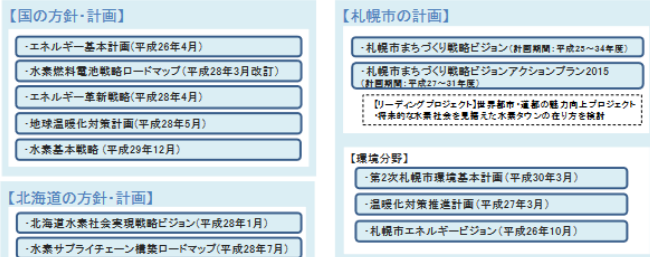 【国の方針・計画】
・エネルギー基本計画(平成26年4月)
・水素燃料電池戦略ロードマップ(平成28年3月改訂)
・エネルギー革新戦略(平成28年4月)
・地球温暖化対策計画(平成28年5月)
・水素基本戦略(平成29年12月)
【北海道の方針・計画】
・北海道水素社会実現戦略ビジョン(平成28年1月)
・水素サプライチェーン構築ロードマップ(平成28年7月)
【札幌市の計画】
・札幌市まちづくり戦略ビジョン(計画期間:平成25~34年度)
・札幌市まちづくり戦略ビジョンアクションプラン2015
(計画期間:平成27~31年度)
【リーディングプロジェクト】世界都市・道都の魅力向上プロジェクト
・将来的な水素社会を見据えた水素タウンの在り方を検討
【環境分野】
・第2次札幌市環境基本計画(平成30年3月)
・温暖化対策推進計画(平成27年3月)
・札幌市エネルギービジョン(平成26年10月)